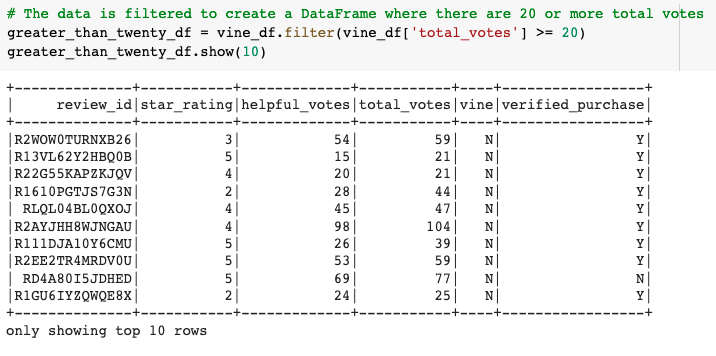 # The data is filtered to create a DataFrame where there are 20 or more total votes
greater_than_twenty_df = vine_df.filter(vine_df['total_votes'] >= 20)
greater_than_twenty_df.show(10)
+--------------+-----------+-------------+-----------+----+-----------------+
|     review_id|star_rating|helpful_votes|total_votes|vine|verified_purchase|
+--------------+-----------+-------------+-----------+----+-----------------+
|R2WOW0TURNXB26|          3|           54|         59|   N|                Y|
|R13VL62Y2HBQ0B|          5|           15|         21|   N|                Y|
|R22G55KAPZKJQV|          4|           20|         21|   N|                Y|
|R1610PGTJS7G3N|          2|           28|         44|   N|                Y|
| RLQL04BL0QXOJ|          4|           45|         47|   N|                Y|
|R2AYJHH8WJNGAU|          4|           98|        104|   N|                Y|
|R111DJA10Y6CMU|          5|           26|         39|   N|                Y|
|R2EE2TR4MRDV0U|          5|           53|         59|   N|                Y|
| RD4A80I5JDHED|          5|           69|         77|   N|                N|
|R1GU6IYZQWQE8X|          2|           24|         25|   N|                Y|
+--------------+-----------+-------------+-----------+----+-----------------+
only showing top 10 rows